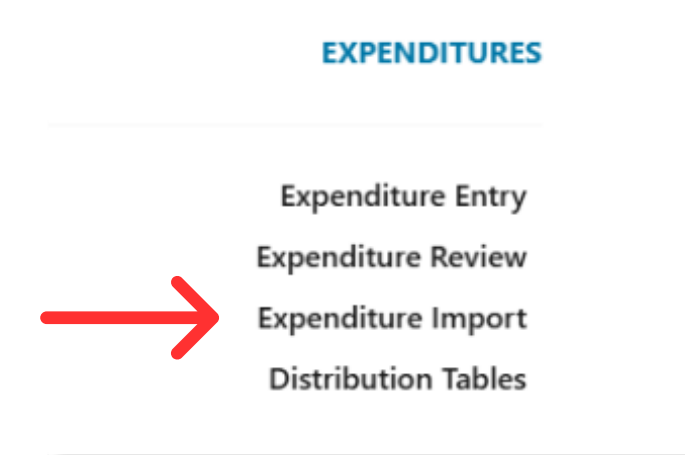 EXPENDITURES
Expenditure Entry
Expenditure Review
Expenditure Import
Distribution Tables